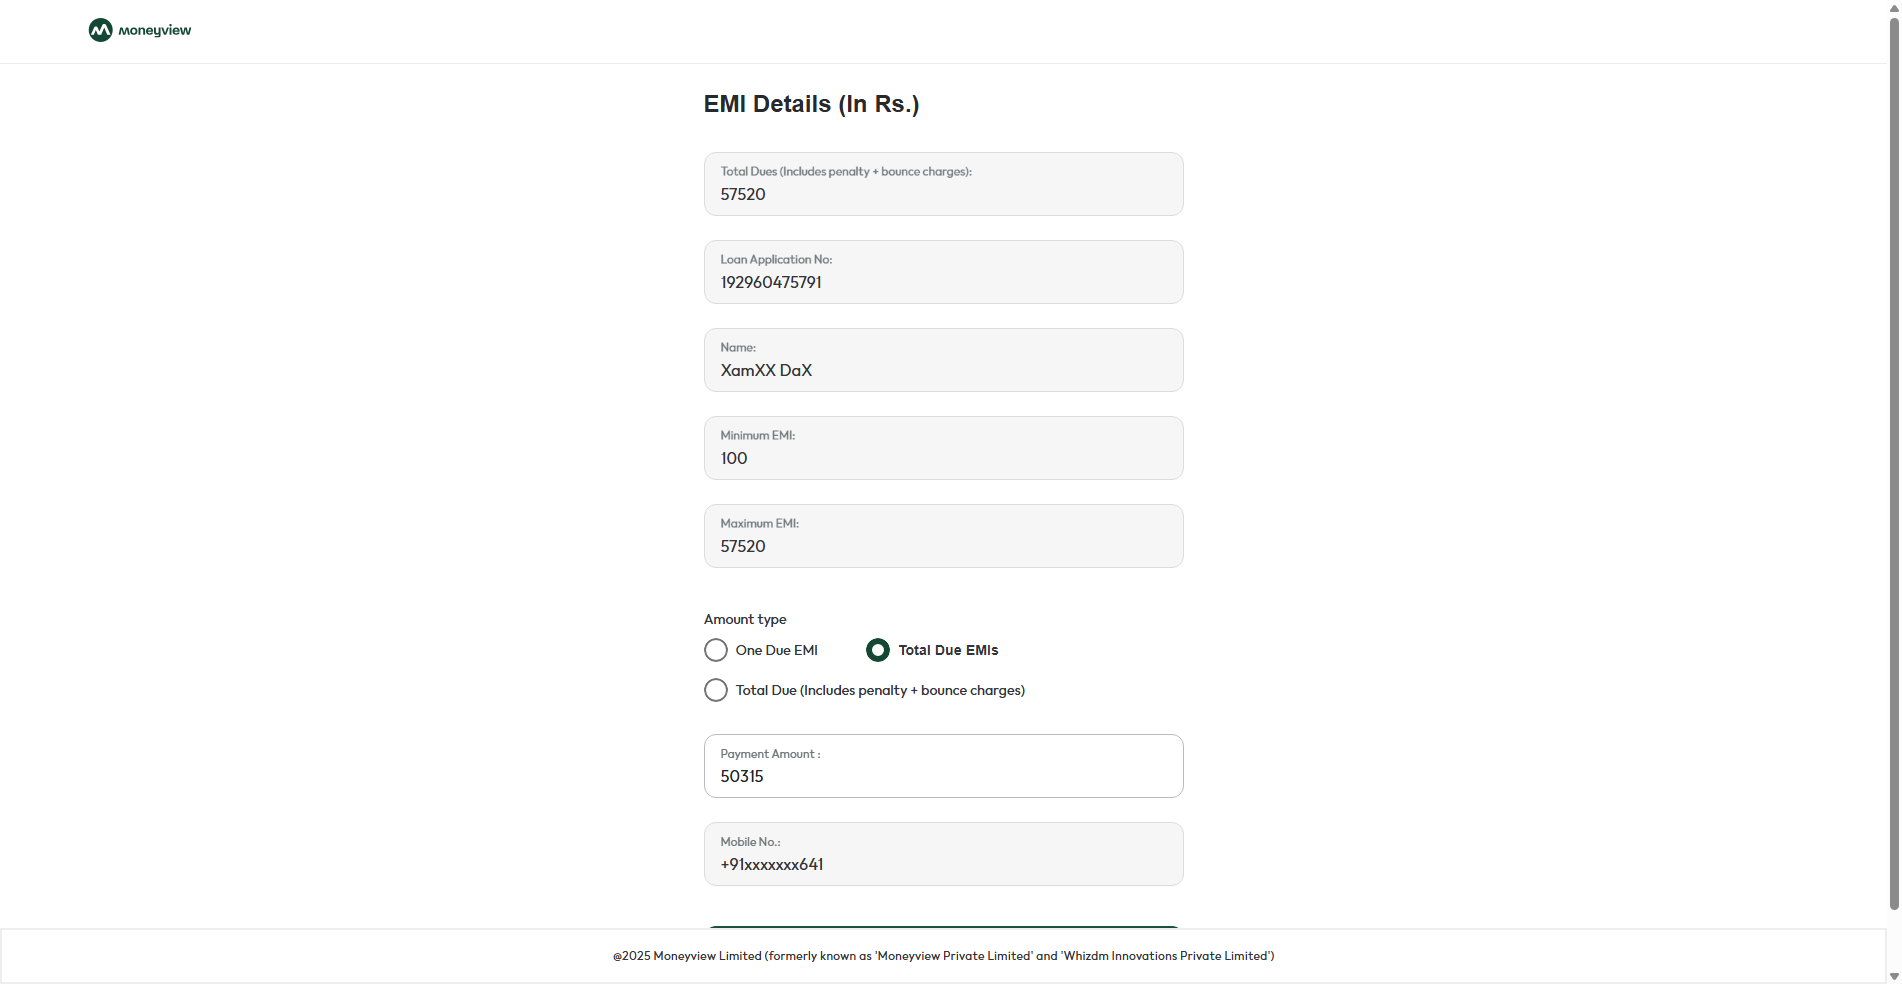 moneyview
EMI Details (In Rs.)
Total Dues (Includes penalty + bounce charges):
57520
Loan Application No:
192960475791
Name:
XamXX DaX
Minimum EMI:
100
Maximum EMI:
57520
Amount type
One Due EMI
Total Due EMIs
Total Due (Includes penalty + bounce charges)
Payment Amount :
50315
Mobile No.:
+91xxxxxxx641
@2025 Moneyview Limited (formerly known as 'Moneyview Private Limited' and 'Whizdm Innovations Private Limited')